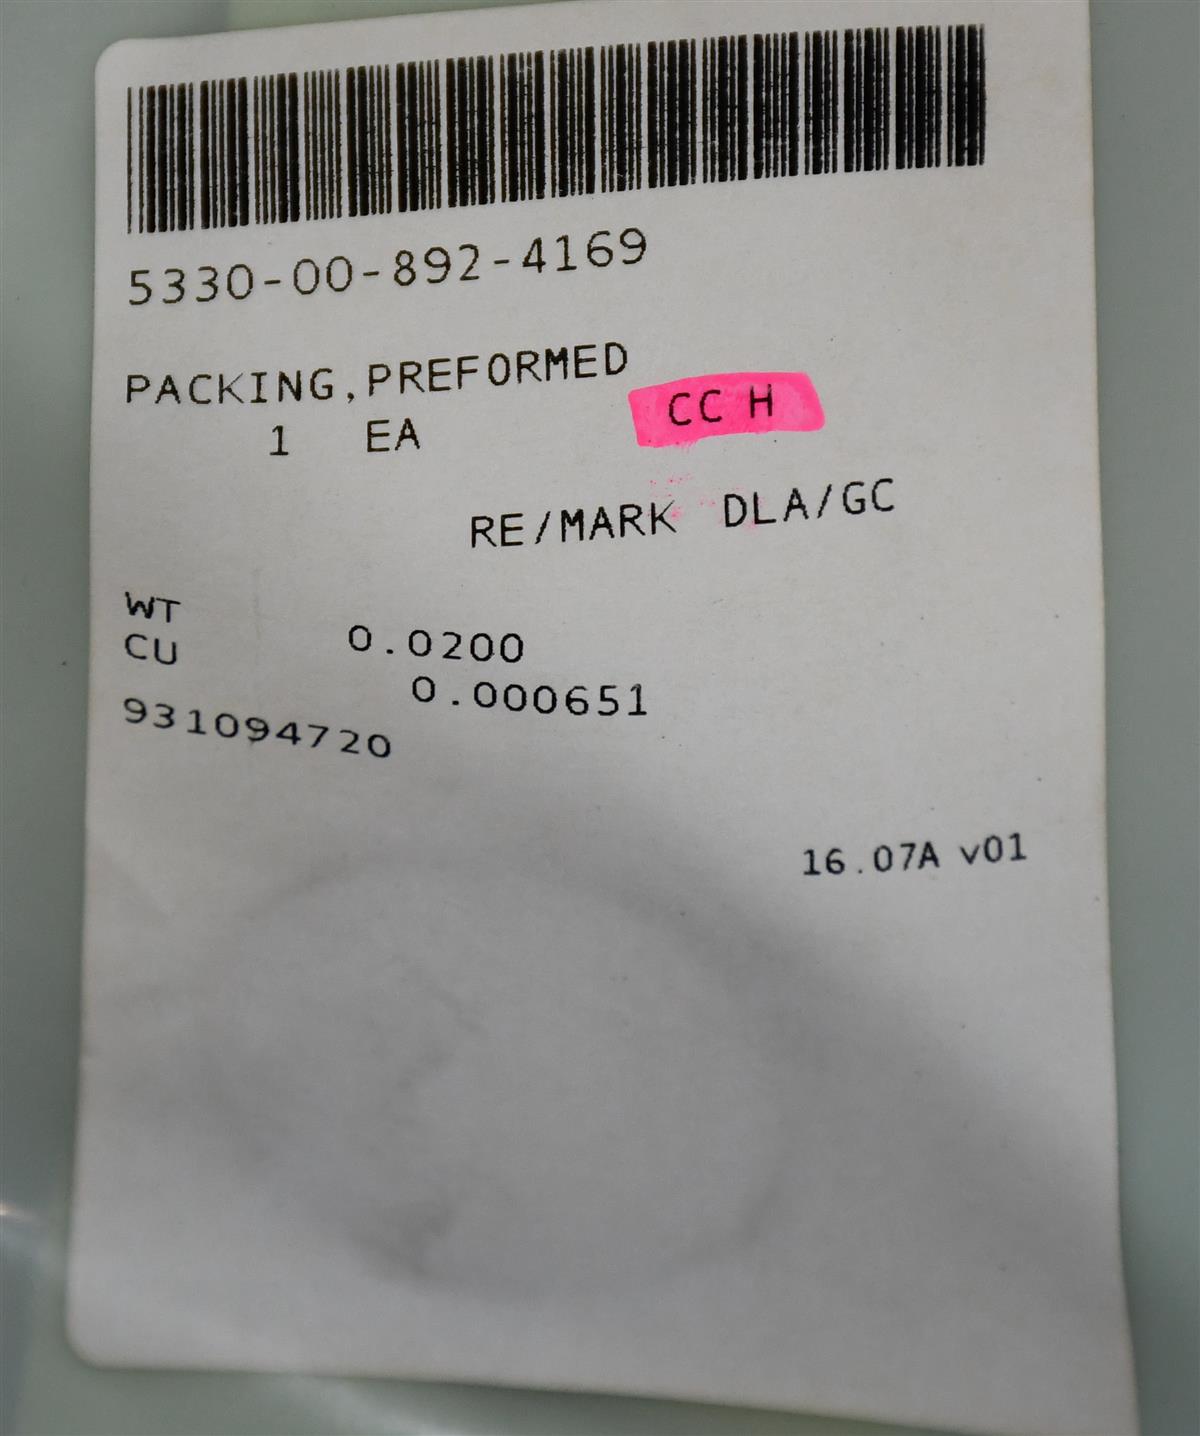 5330-00-892-4169
PACKING,PREFORMED
1 EA CC H
RE/MARK DLA/GC
WT 0.0200
CU 0.000651
931094720
16.07A v01